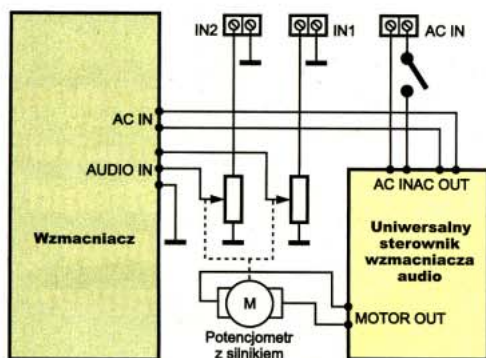 IN2
IN1
AC IN
AC IN
AUDIO IN
Wzmacniacz
AC IN
AC OUT
Uniwersalny
sterownik
wzmacniacza
audio
M
MOTOR OUT
Potencjometr
z silnikiem